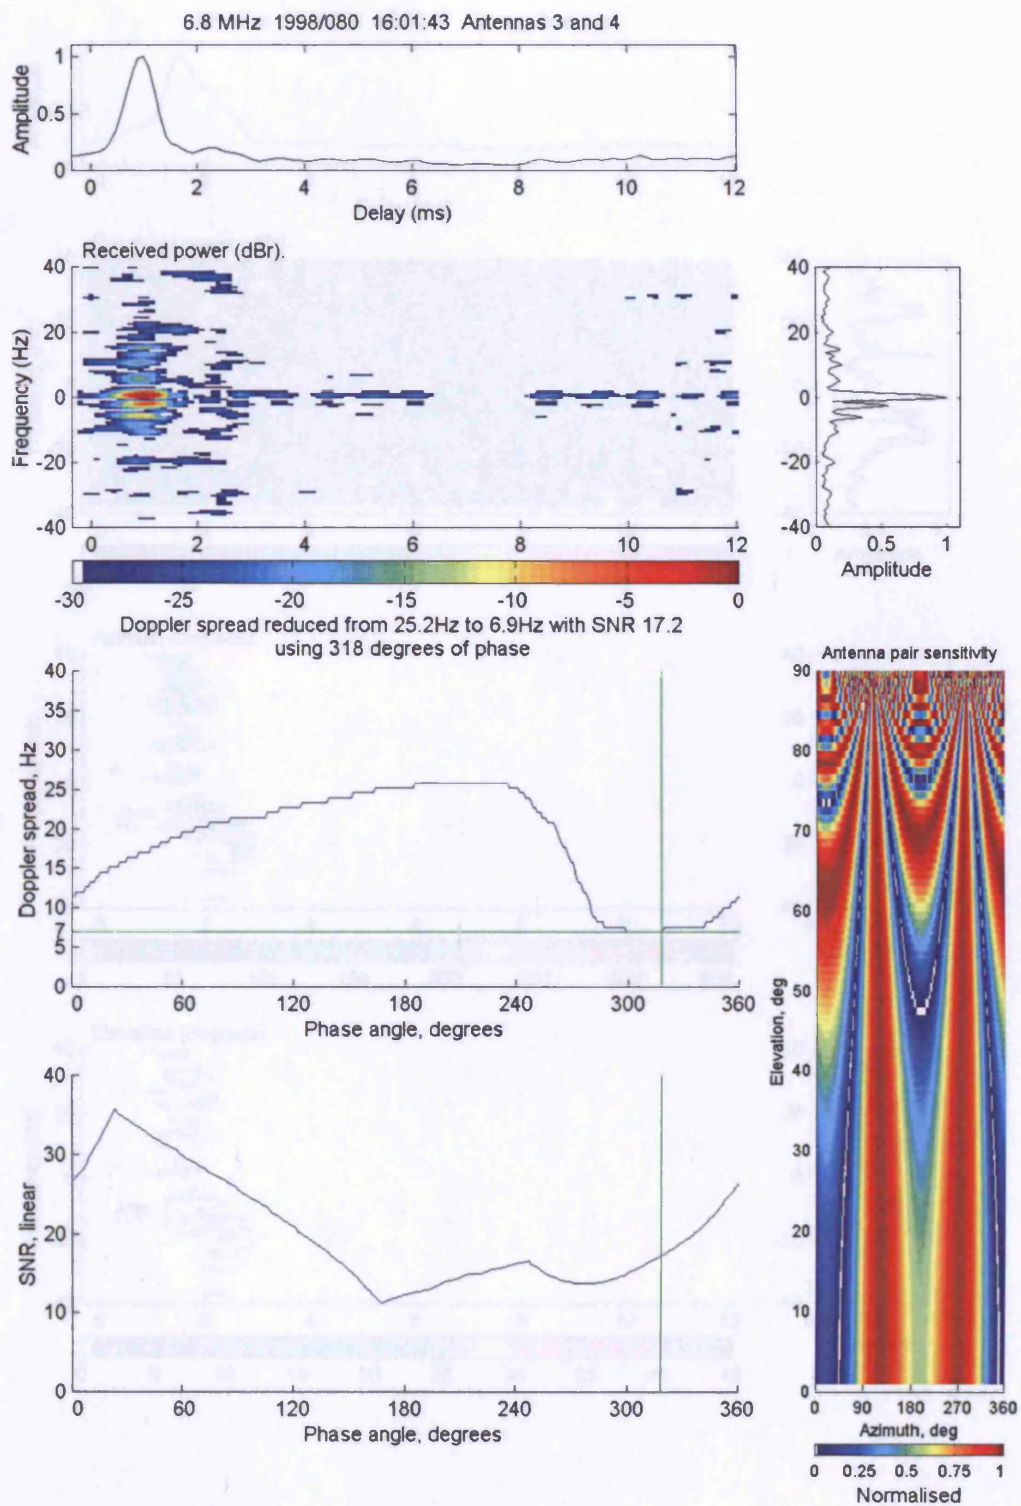 6.8 MHz 1998/080 16:01:43 Antennas 3 and 4
Amplitude
1
0.5
0
0 2 4 6 8 10 12
Delay (ms)
Received power (dBr).
Frequency (Hz)
40
20
0
-20
-40
0 2 4 6 8 10 12
40
20
0
-20
-40
0 0.5 1
Amplitude
-30 -25 -20 -15 -10 -5 0
Doppler spread reduced from 25.2Hz to 6.9Hz with SNR 17.2
using 318 degrees of phase
Doppler spread, Hz
40
35
30
25
20
15
10
7
5
0
0 60 120 180 240 300 360
Phase angle, degrees
SNR, linear
40
30
20
10
0
0 60 120 180 240 300 360
Phase angle, degrees
Antenna pair sensitivity
Elevation, deg
90
80
70
60
50
40
30
20
10
0
0 90 180 270 360
Azimuth, deg
0 0.25 0.5 0.75 1
Normalised